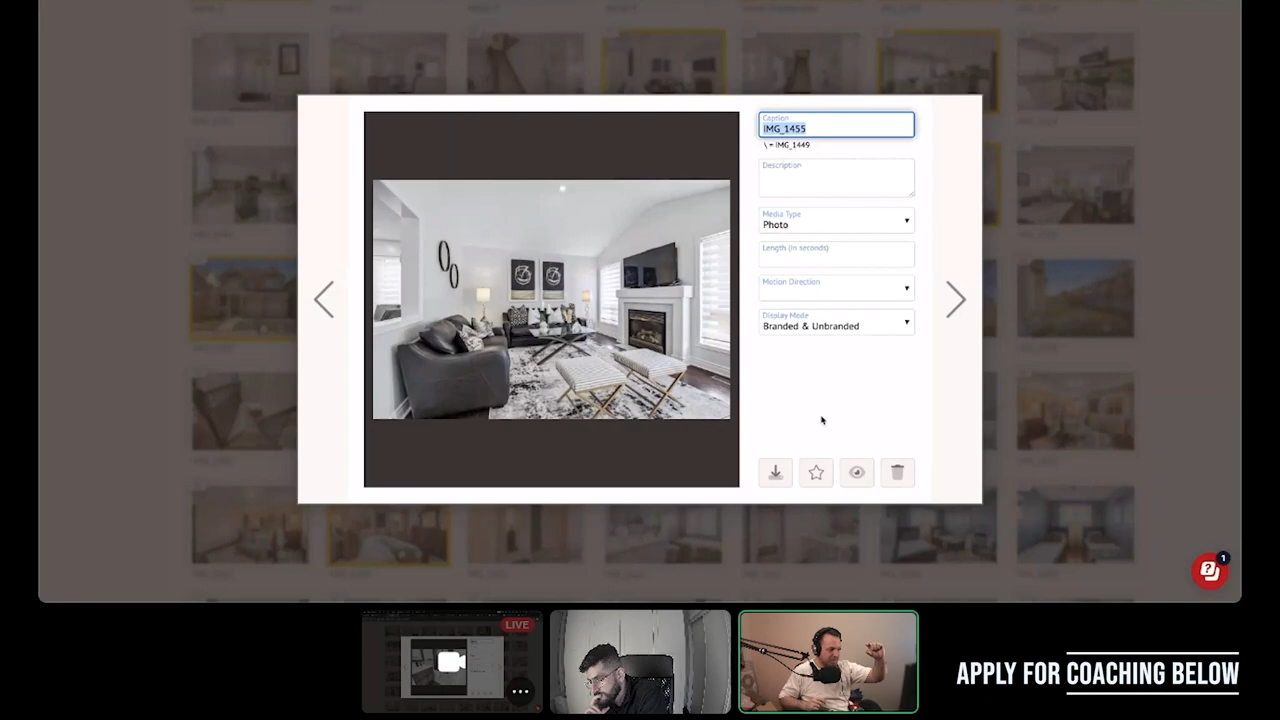 Caption
IMG_1455
\ = IMG_1449
Description
Media Type
Photo
Length (in seconds)
Motion Direction
Display Mode
Branded & Unbranded
1
?
LIVE
APPLY FOR COACHING BELOW